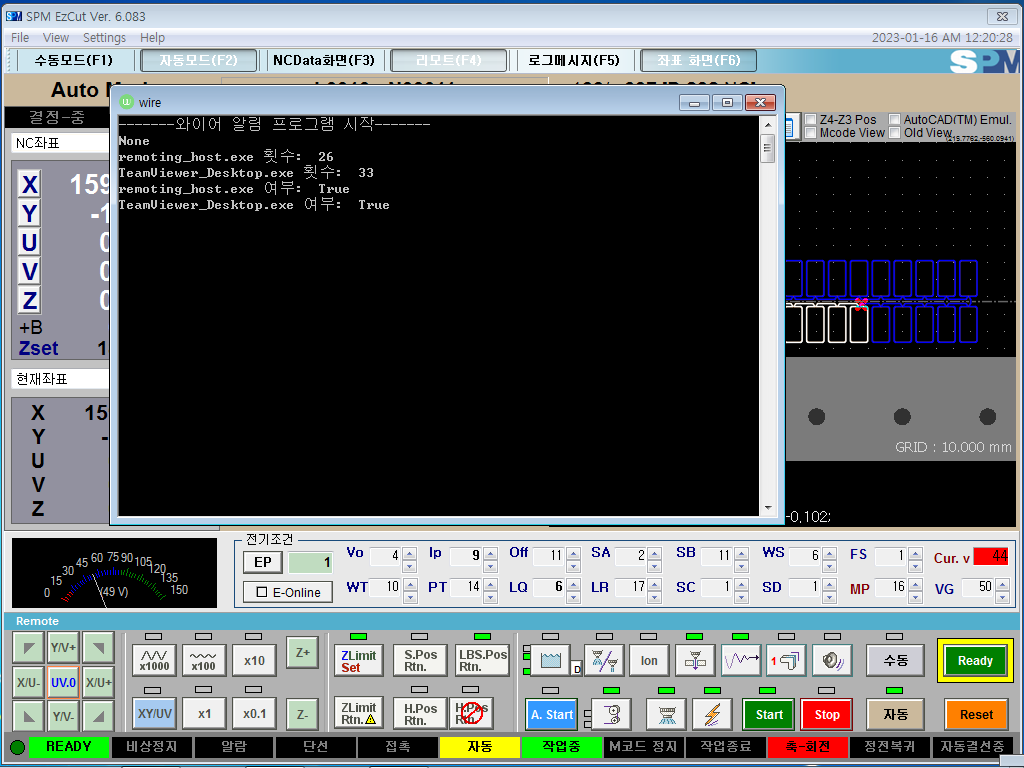 SPM EzCut Ver. 6.083
File View Settings Help
2023-01-16 AM 12:20:28
수동모드(F1) 자동모드(F2) NCData화면(F3) 리모트(F4) 로그메시지(F5) 좌표 화면(F6)
SPM
Auto
결정-중
NC좌표
X 159
Y -1
U 0
V 0
Z 0
+B
Zset 1
현재좌표
X 15
Y -
U
V
Z
wire
-------와이어 알림 프로그램 시작-------
None
remoting_host.exe 횟수: 26
TeamViewer_Desktop.exe 횟수: 33
remoting_host.exe 여부: True
TeamViewer_Desktop.exe 여부: True
Z4-Z3 Pos AutoCAD(TM) Emul.
Mcode View Old View
GRID : 10.000 mm
-0.102;
0 15 30 45 60 75 90 105 120 135 150
(49 V)
전기조건
EP 1 Vo 4 Ip 9 Off 11 SA 2 SB 11 WS 6 FS 1 Cur. v 44
E-Online WT 10 PT 14 LQ 6 LR 17 SC 1 SD 1 MP 16 VG 50
Remote
Y/V+
X/U- UV.0 X/U+
Y/V-
x1000 x100 x10 Z+
XY/UV x1 x0.1 Z-
ZLimit Set S.Pos Rtn. LBS.Pos Rtn.
ZLimit Rtn. H.Pos Rtn. H.Pos Rtn.
D Ion 1 수동 Ready
A. Start Start Stop 자동 Reset
READY 비상정지 알람 단선 접촉 자동 작업중 M코드 정지 작업종료 축-회전 정전복귀 자동결선중